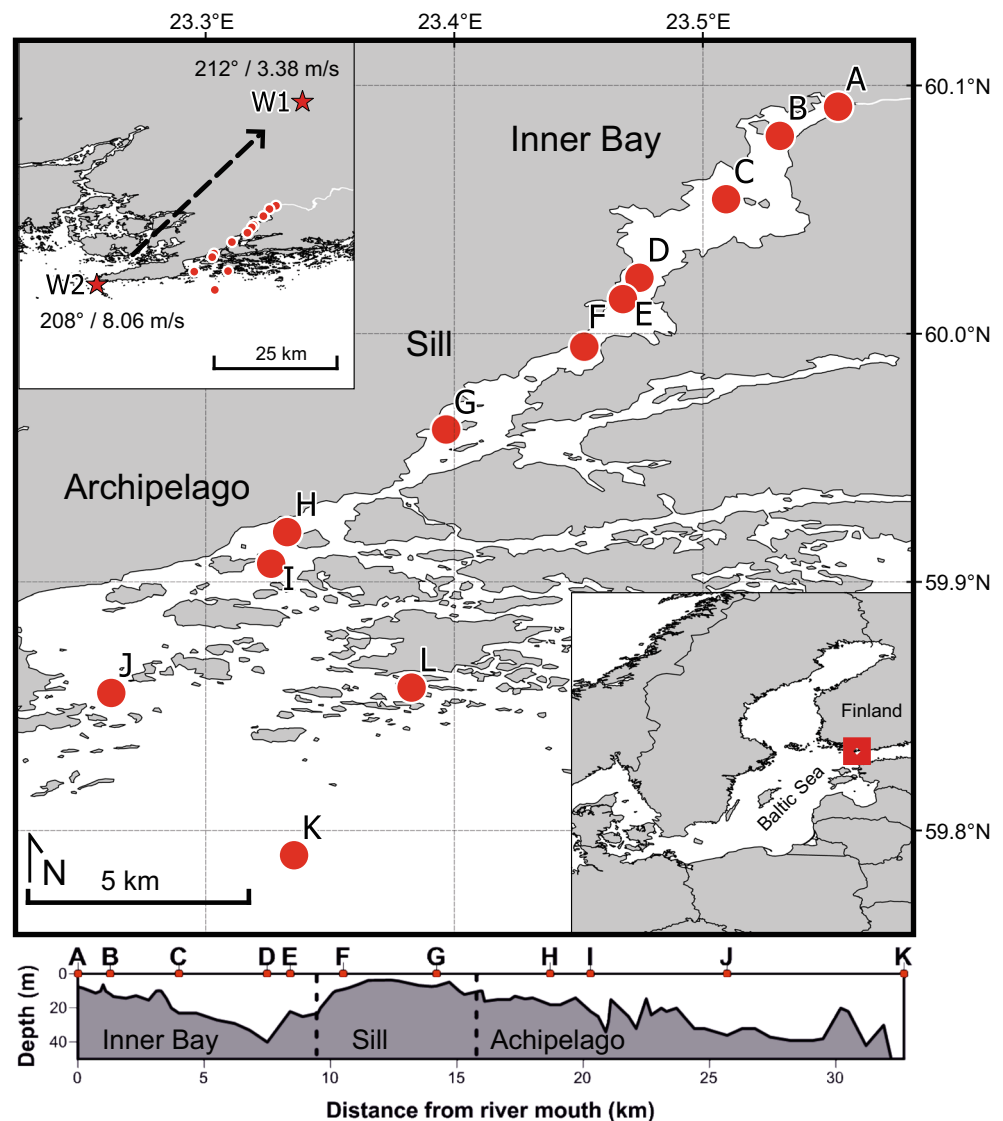 23.3°E 23.4°E 23.5°E
212° / 3.38 m/s
W1
W2
208° / 8.06 m/s
25 km
A
60.1°N
B
Inner Bay
C
D
E
F
60.0°N
Sill
G
Archipelago
H
I
59.9°N
J
L
K
59.8°N
N
5 km
Finland
Baltic Sea
A B C D E F G H I J K
Depth (m)
0
20
40
Inner Bay Sill Achipelago
0 5 10 15 20 25 30
Distance from river mouth (km)